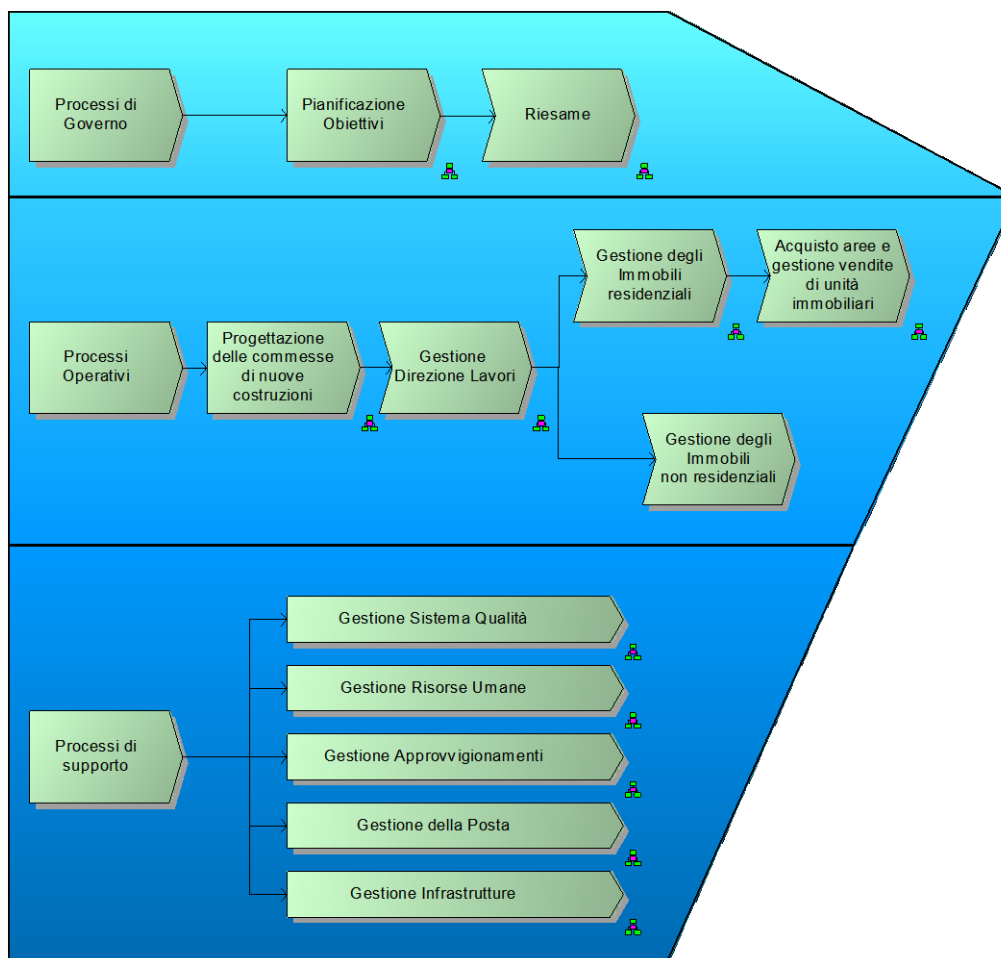 Processi di
Governo
Pianificazione
Obiettivi
Riesame
Processi
Operativi
Progettazione
delle commesse
di nuove
costruzioni
Gestione
Direzione Lavori
Gestione degli
Immobili
residenziali
Acquisto aree e
gestione vendite
di unità
immobiliari
Gestione degli
Immobili
non residenziali
Processi di
supporto
Gestione Sistema Qualità
Gestione Risorse Umane
Gestione Approvvigionamenti
Gestione della Posta
Gestione Infrastrutture